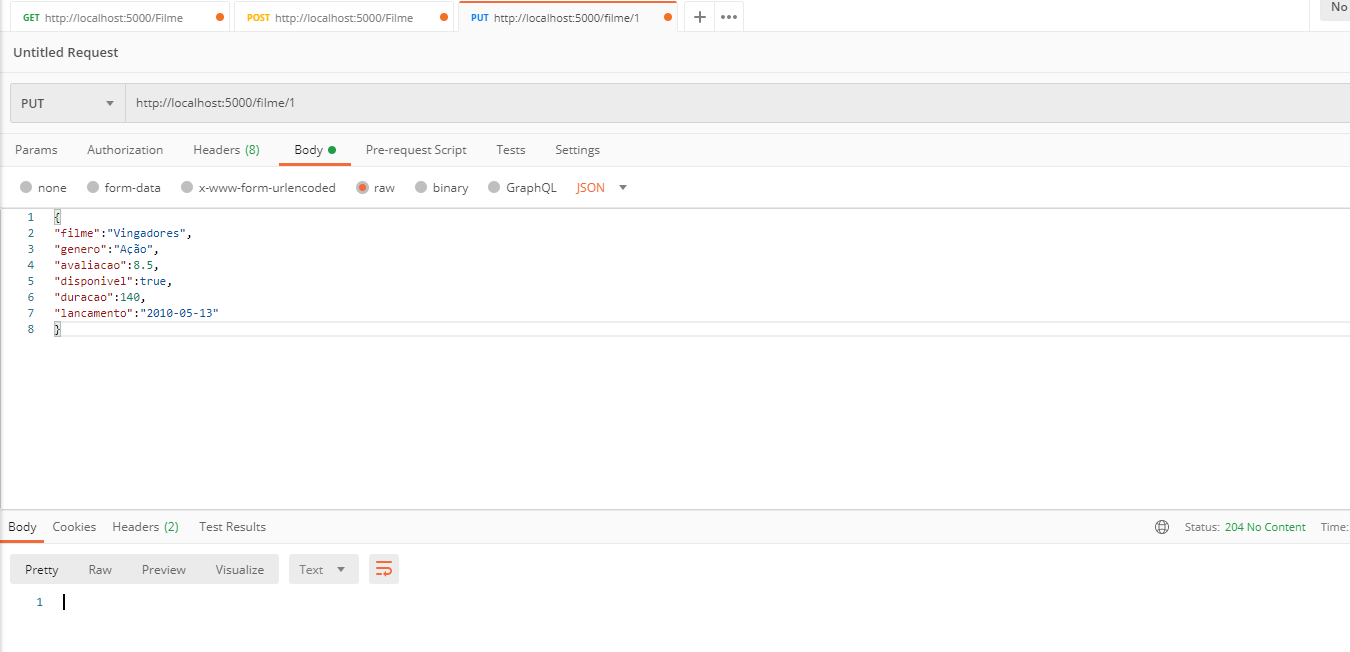 GET http://localhost:5000/Filme POST http://localhost:5000/Filme PUT http://localhost:5000/filme/1 + ••• No
Untitled Request
PUT http://localhost:5000/filme/1
Params Authorization Headers (8) Body Pre-request Script Tests Settings
none form-data x-www-form-urlencoded raw binary GraphQL JSON
1 {
2 "filme":"Vingadores",
3 "genero":"Ação",
4 "avaliacao":8.5,
5 "disponivel":true,
6 "duracao":140,
7 "lancamento":"2010-05-13"
8 }
Body Cookies Headers (2) Test Results Status: 204 No Content Time:
Pretty Raw Preview Visualize Text
1